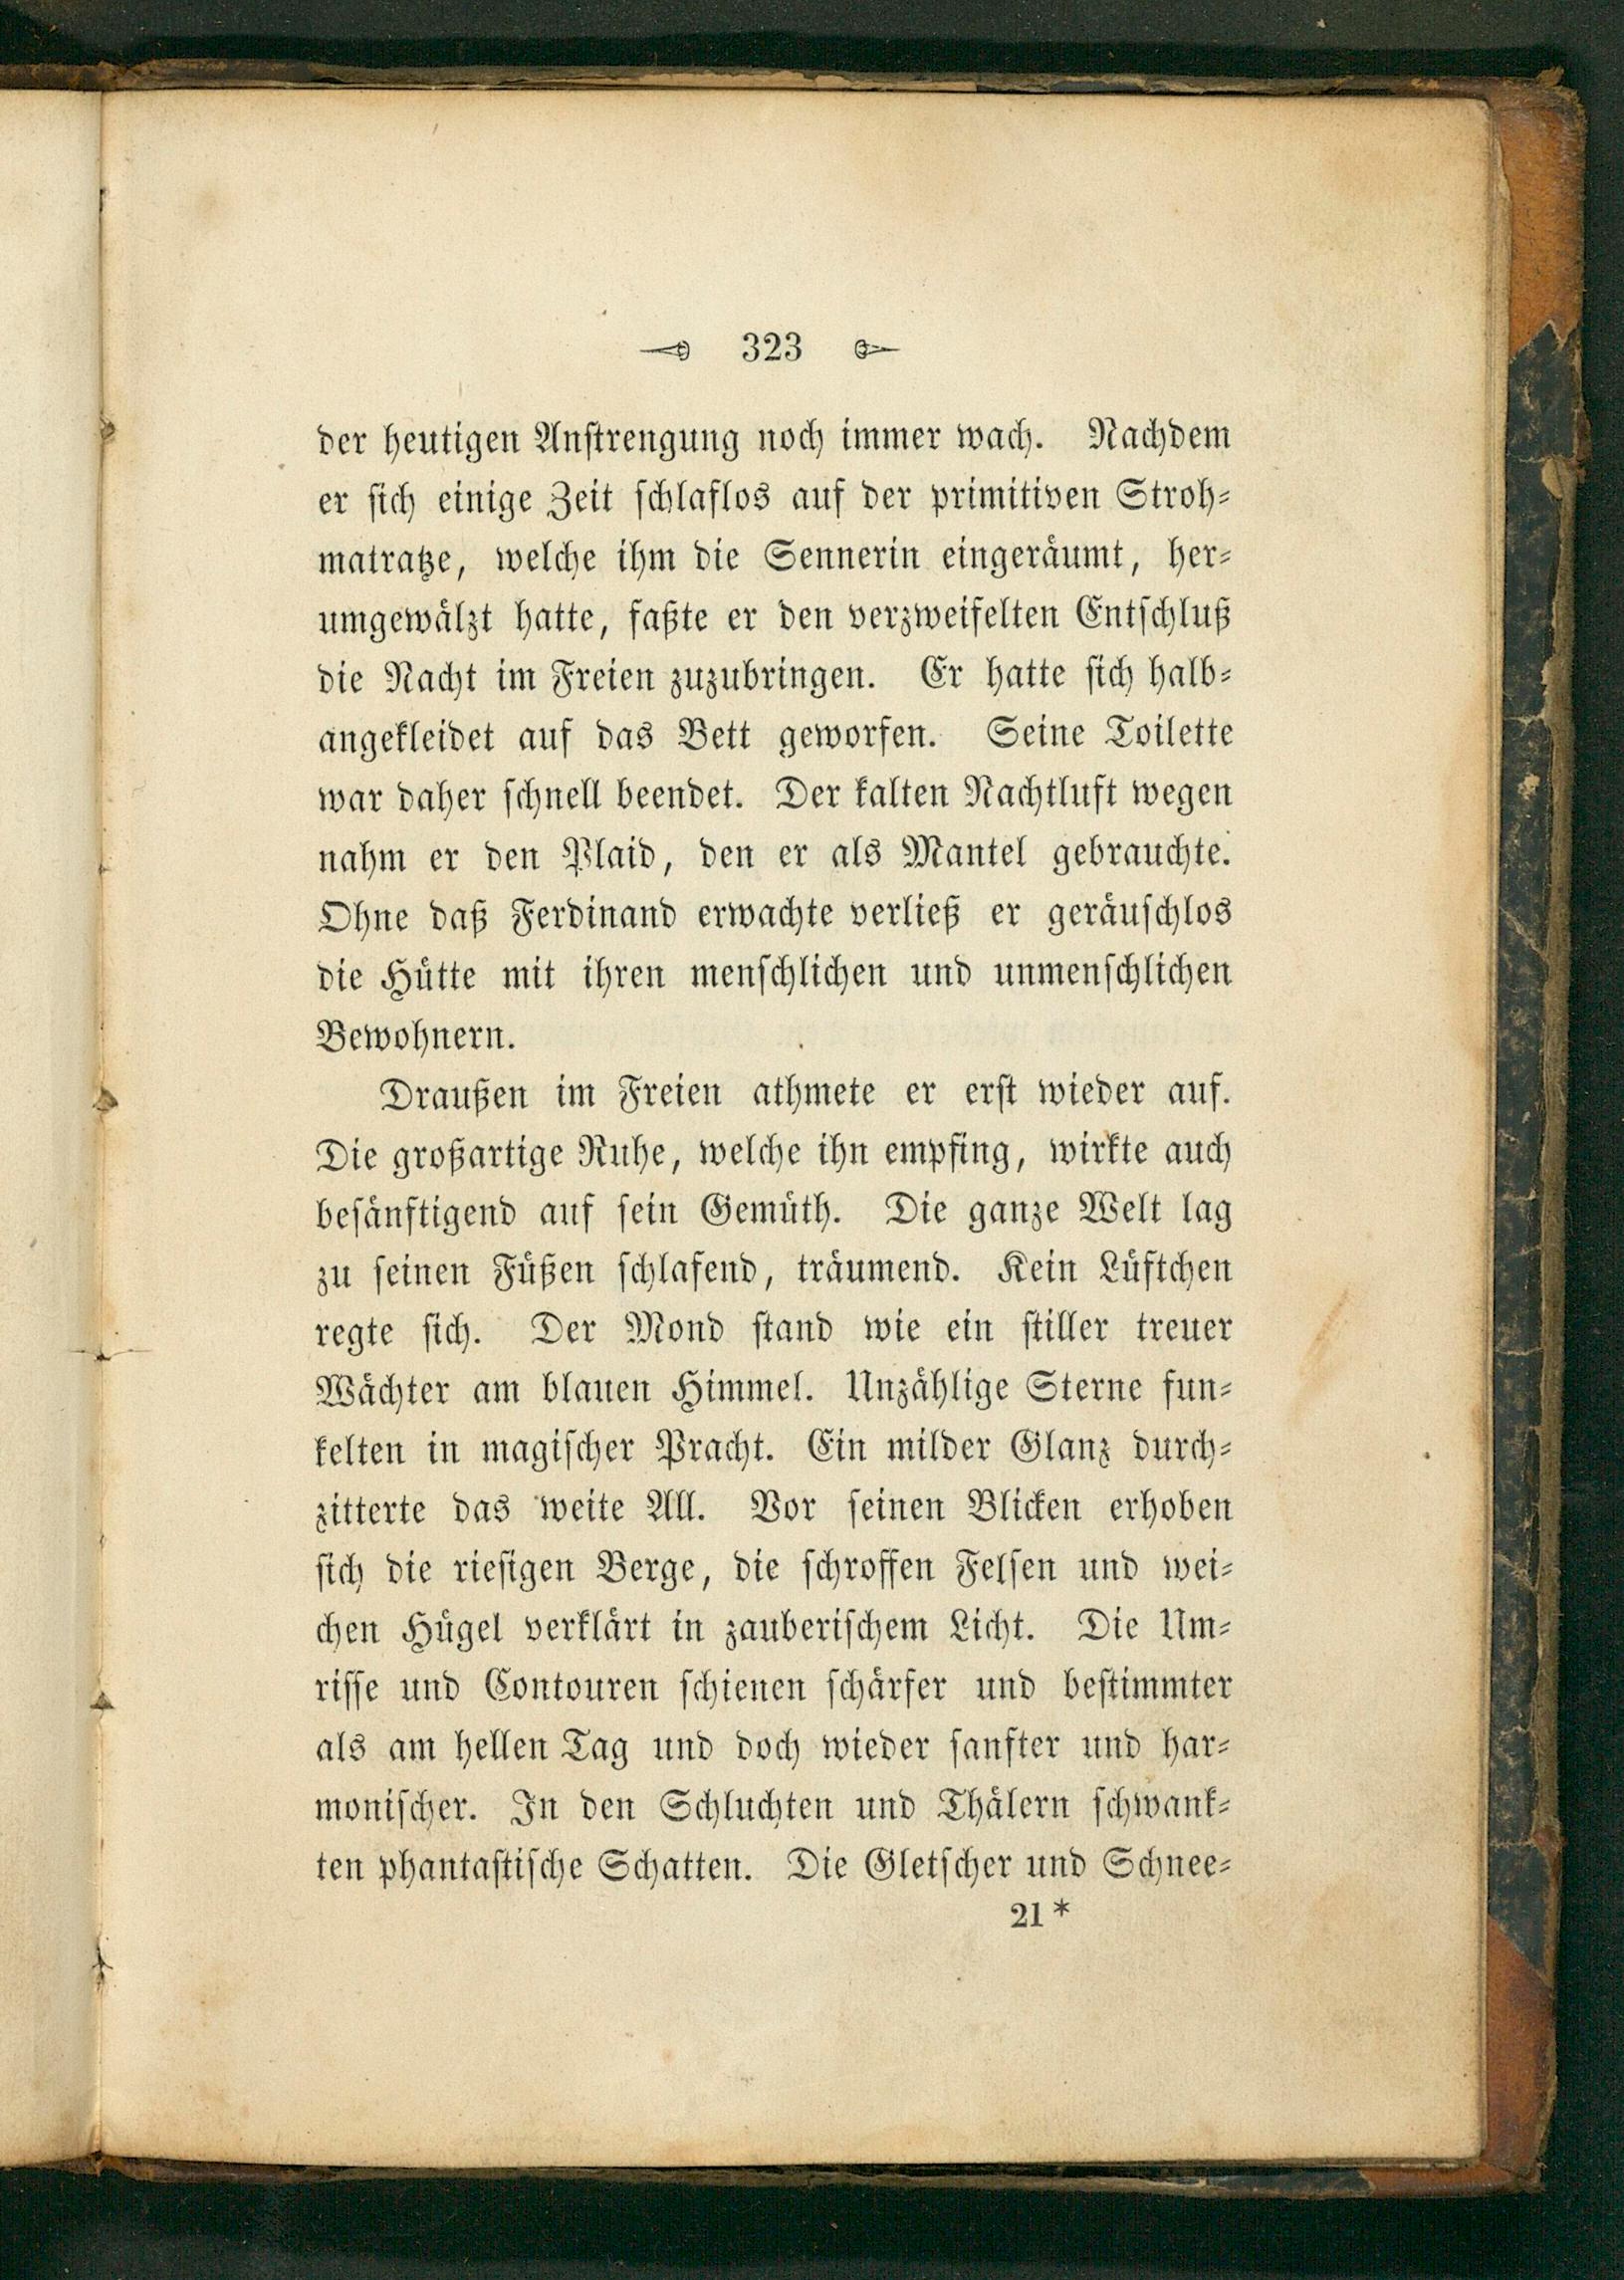 323
der heutigen Anstrengung noch immer wach. Nachdem
er sich einige Zeit schlaflos auf der primitiven Stroh-
matratze, welche ihm die Sennerin eingeräumt, her-
umgewälzt hatte, faßte er den verzweifelten Entschluß
die Nacht im Freien zuzubringen. Er hatte sich halb-
angekleidet auf das Bett geworfen. Seine Toilette
war daher schnell beendet. Der kalten Nachtluft wegen
nahm er den Plaid, den er als Mantel gebrauchte.
Ohne daß Ferdinand erwachte verließ er geräuschlos
die Hütte mit ihren menschlichen und unmenschlichen
Bewohnern.
Draußen im Freien athmete er erst wieder auf.
Die großartige Ruhe, welche ihn empfing, wirkte auch
besänftigend auf sein Gemüth. Die ganze Welt lag
zu seinen Füßen schlafend, träumend. Kein Lüftchen
regte sich. Der Mond stand wie ein stiller treuer
Wächter am blauen Himmel. Unzählige Sterne fun-
kelten in magischer Pracht. Ein milder Glanz durch-
zitterte das weite All. Vor seinen Blicken erhoben
sich die riesigen Berge, die schroffen Felsen und wei-
chen Hügel verklärt in zauberischem Licht. Die Um-
risse und Contouren schienen schärfer und bestimmter
als am hellen Tag und doch wieder sanfter und har-
monischer. In den Schluchten und Thälern schwank-
ten phantastische Schatten. Die Gletscher und Schnee-
21*